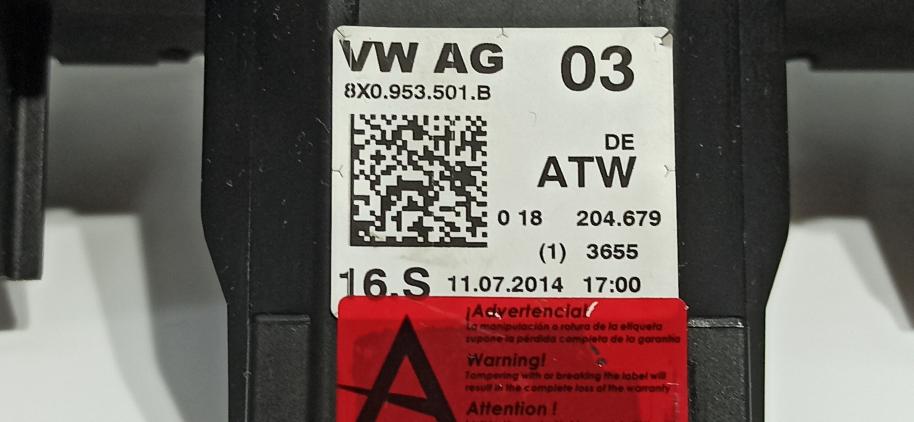 VW AG 03
8X0.953.501.B
DE
ATW
0 18 204.679
(1) 3655
16.S 11.07.2014 17:00
¡Advertencia!
La manipulación o rotura de la etiqueta
supone la pérdida completa de la garantía
Warning!
Tampering with or breaking the label will
result in the complete loss of the warranty
Attention !